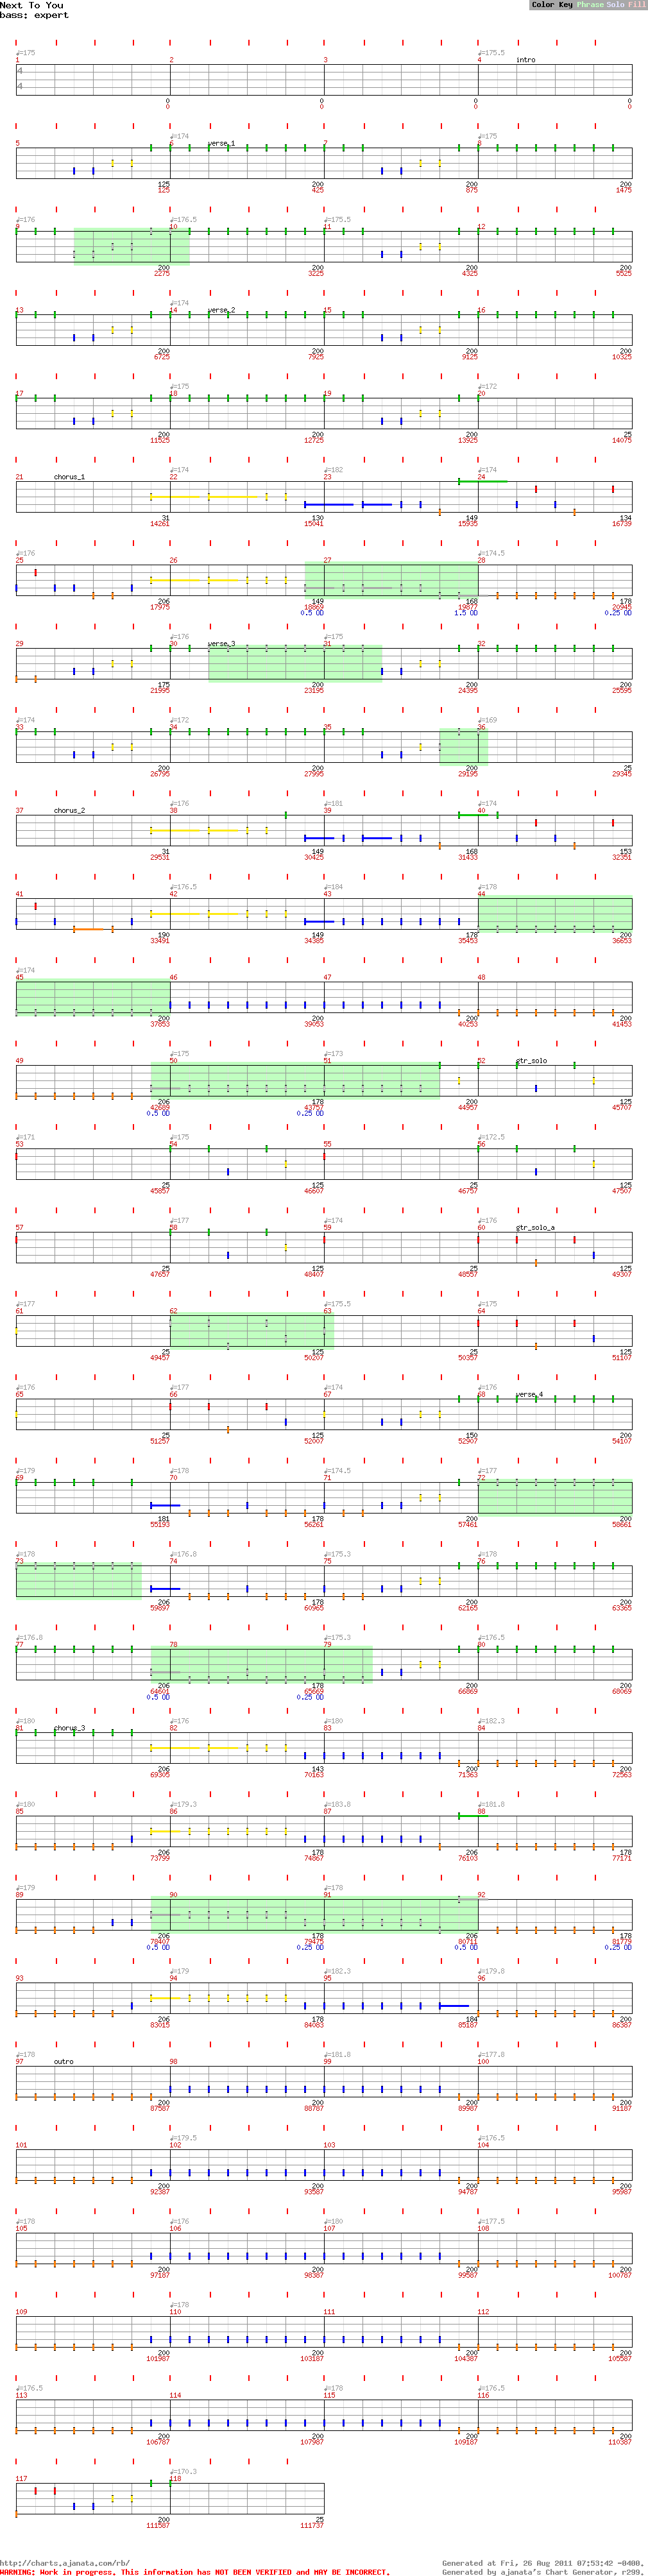 Next To You
Color Key Phrase Solo Fill
bass: expert
♩=175 ♩=175.5
1 2 3 4 intro
4
4
0 0 0 0
0 0 0 0
♩=174 ♩=175
5 6 verse_1 7 8
125 200 200 200
125 425 875 1475
♩=176 ♩=176.5 ♩=175.5
9 10 11 12
200 200 200 200
2275 3225 4325 5525
♩=174
13 14 verse_2 15 16
200 200 200 200
6725 7925 9125 10325
♩=175 ♩=172
17 18 19 20
200 200 200 25
11525 12725 13925 14075
♩=174 ♩=182 ♩=174
21 chorus_1 22 23 24
31 130 149 134
14261 15041 15935 16739
♩=176 ♩=174.5
25 26 27 28
206 149 168 178
17975 18869 19877 20945
0.5 OD 1.5 OD 0.25 OD
♩=176 ♩=175
29 30 verse_3 31 32
175 200 200 200
21995 23195 24395 25595
♩=174 ♩=172 ♩=169
33 34 35 36
200 200 200 25
26795 27995 29195 29345
♩=176 ♩=181 ♩=174
37 chorus_2 38 39 40
31 149 168 153
29531 30425 31433 32351
♩=176.5 ♩=184 ♩=178
41 42 43 44
190 149 178 200
33491 34385 35453 36653
♩=174
45 46 47 48
200 200 200 200
37853 39053 40253 41453
♩=175 ♩=173
49 50 51 52 gtr_solo
206 178 200 125
42689 43757 44957 45707
0.5 OD 0.25 OD
♩=171 ♩=175 ♩=172.5
53 54 55 56
25 125 25 125
45857 46607 46757 47507
♩=177 ♩=174 ♩=176
57 58 59 60 gtr_solo_a
25 125 25 125
47657 48407 48557 49307
♩=177 ♩=175.5 ♩=175
61 62 63 64
25 125 25 125
49457 50207 50357 51107
♩=176 ♩=177 ♩=174 ♩=176
65 66 67 68 verse_4
25 125 150 200
51257 52007 52907 54107
♩=179 ♩=178 ♩=174.5 ♩=177
69 70 71 72
181 178 200 200
55193 56261 57461 58661
♩=178 ♩=176.8 ♩=175.3 ♩=178
73 74 75 76
206 178 200 200
59897 60965 62165 63365
♩=176.8 ♩=175.3 ♩=176.5
77 78 79 80
206 178 200 200
64601 65669 66869 68069
0.5 OD 0.25 OD
♩=180 ♩=176 ♩=180 ♩=182.3
81 chorus_3 82 83 84
206 143 200 200
69305 70163 71363 72563
♩=180 ♩=179.3 ♩=183.8 ♩=181.8
85 86 87 88
206 178 206 178
73799 74867 76103 77171
♩=179 ♩=178
89 90 91 92
206 178 206 178
78407 79475 80711 81779
0.5 OD 0.25 OD 0.5 OD 0.25 OD
♩=179 ♩=182.3 ♩=179.8
93 94 95 96
206 178 184 200
83015 84083 85187 86387
♩=178 ♩=181.8 ♩=177.8
97 outro 98 99 100
200 200 200 200
87587 88787 89987 91187
♩=179.5 ♩=176.5
101 102 103 104
200 200 200 200
92387 93587 94787 95987
♩=178 ♩=176 ♩=180 ♩=177.5
105 106 107 108
200 200 200 200
97187 98387 99587 100787
♩=178
109 110 111 112
200 200 200 200
101987 103187 104387 105587
♩=176.5 ♩=178 ♩=176.5
113 114 115 116
200 200 200 200
106787 107987 109187 110387
♩=170.3
117 118
200 25
111587 111737
http://charts.ajanata.com/rb/ Generated at Fri, 26 Aug 2011 07:53:42 -0400.
WARNING: Work in progress. This information has NOT BEEN VERIFIED and MAY BE INCORRECT. Generated by ajanata's Chart Generator, r299.